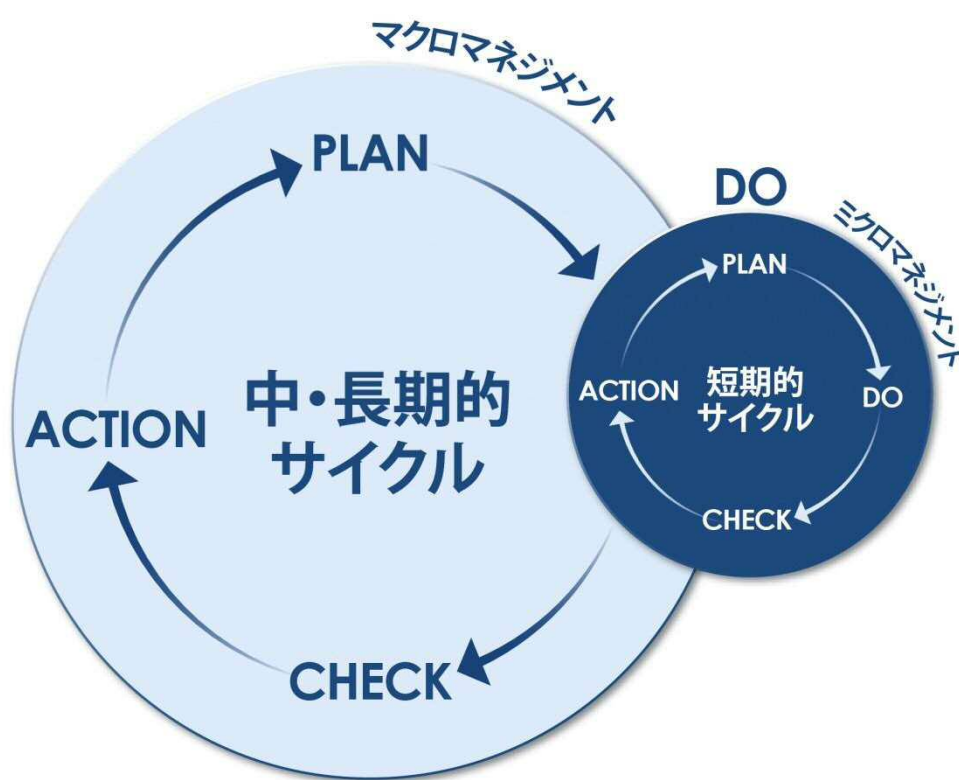 マクロマネジメント
PLAN
DO
ミクロマネジメント
PLAN
ACTION
短期的
サイクル
DO
CHECK
中・長期的
サイクル
ACTION
CHECK